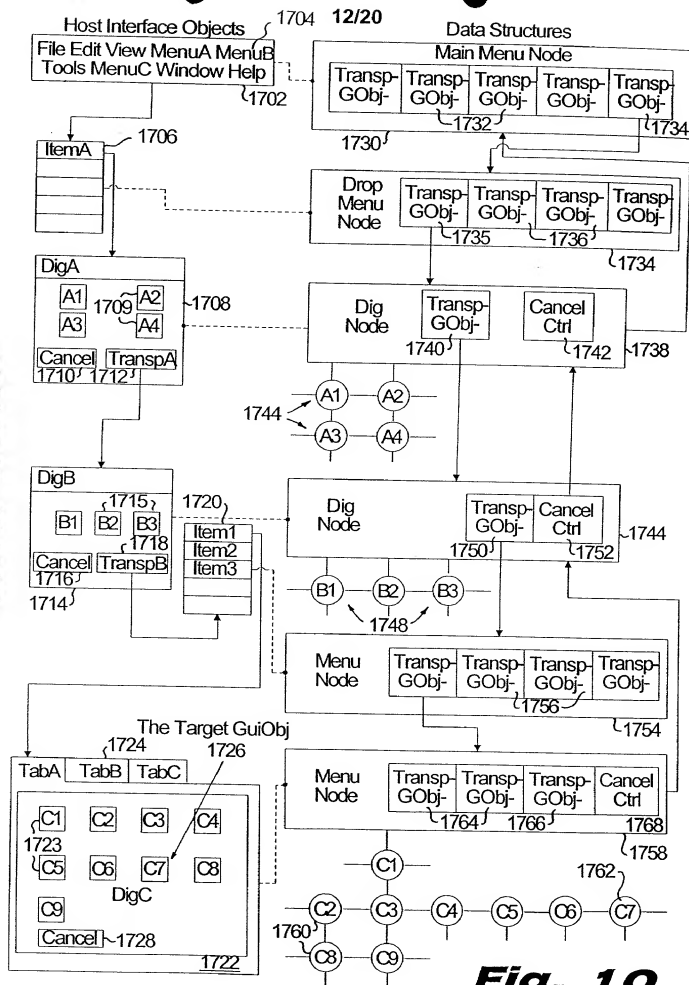 12/20
Host Interface Objects
1704
File Edit View MenuA MenuB
Tools MenuC Window Help
1702
1706
ItemA
DigA
A1
A2
1709
A3
A4
1708
Cancel
TranspA
1710
1712
DigB
1715
B1
B2
B3
1718
Cancel
TranspB
1716
1714
1720
Item1
Item2
Item3
The Target GuiObj
1724
1726
TabA
TabB
TabC
C1
C2
C3
C4
1723
C5
C6
C7
C8
DigC
C9
Cancel
1728
1722
Data Structures
Main Menu Node
Transp-
GObj-
Transp-
GObj-
Transp-
GObj-
Transp-
GObj-
Transp-
GObj-
1732
1730
1734
Drop
Menu
Node
Transp-
GObj-
Transp-
GObj-
Transp-
GObj-
Transp-
GObj-
1735
1736
1734
Dig
Node
Transp-
GObj-
Cancel
Ctrl
1740
1742
1738
1744
A1
A2
A3
A4
Dig
Node
Transp-
GObj-
Cancel
Ctrl
1750
1752
1744
B1
B2
B3
1748
Menu
Node
Transp-
GObj-
Transp-
GObj-
Transp-
GObj-
Transp-
GObj-
1756
1754
Menu
Node
Transp-
GObj-
Transp-
GObj-
Transp-
GObj-
Cancel
Ctrl
1764
1766
1768
1758
C1
1762
C2
C3
C4
C5
O6
C7
1760
C8
C9